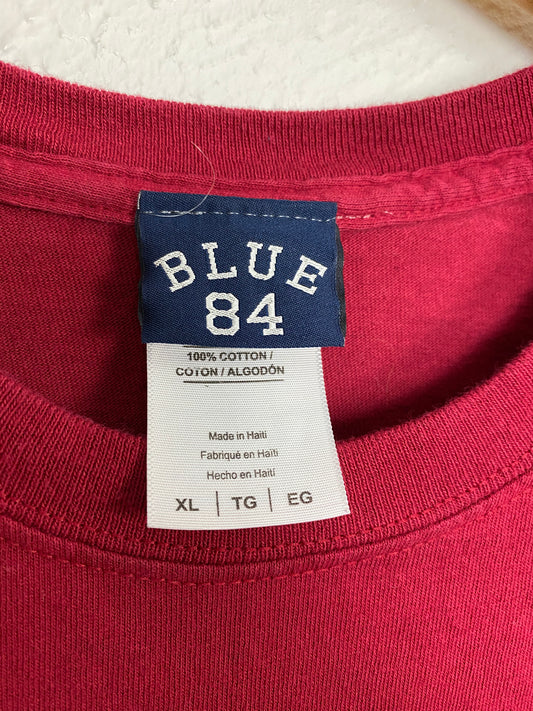 BLUE
84
100% COTTON /
COTON / ALGODÓN
Made in Haiti
Fabriqué en Haïti
Hecho en Haití
XL | TG | EG